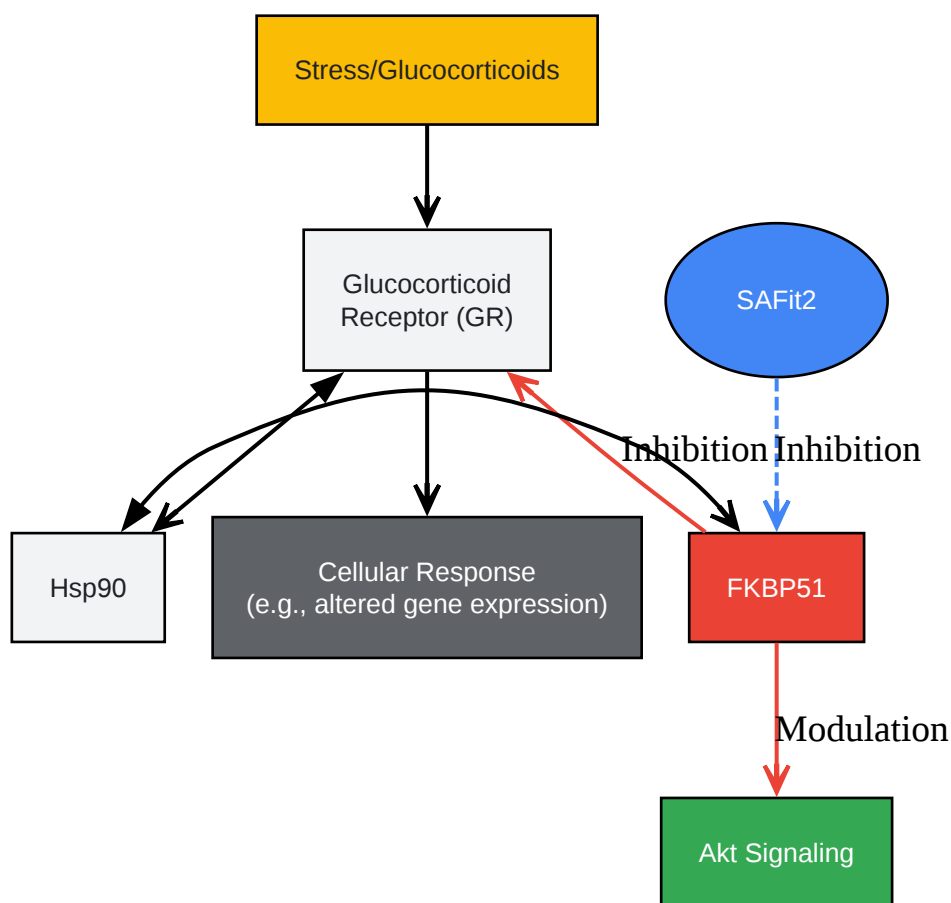 Stress/Glucocorticoids
Glucocorticoid
Receptor (GR)
SAFit2
Inhibition
Inhibition
Hsp90
Cellular Response
(e.g., altered gene expression)
FKBP51
Modulation
Akt Signaling